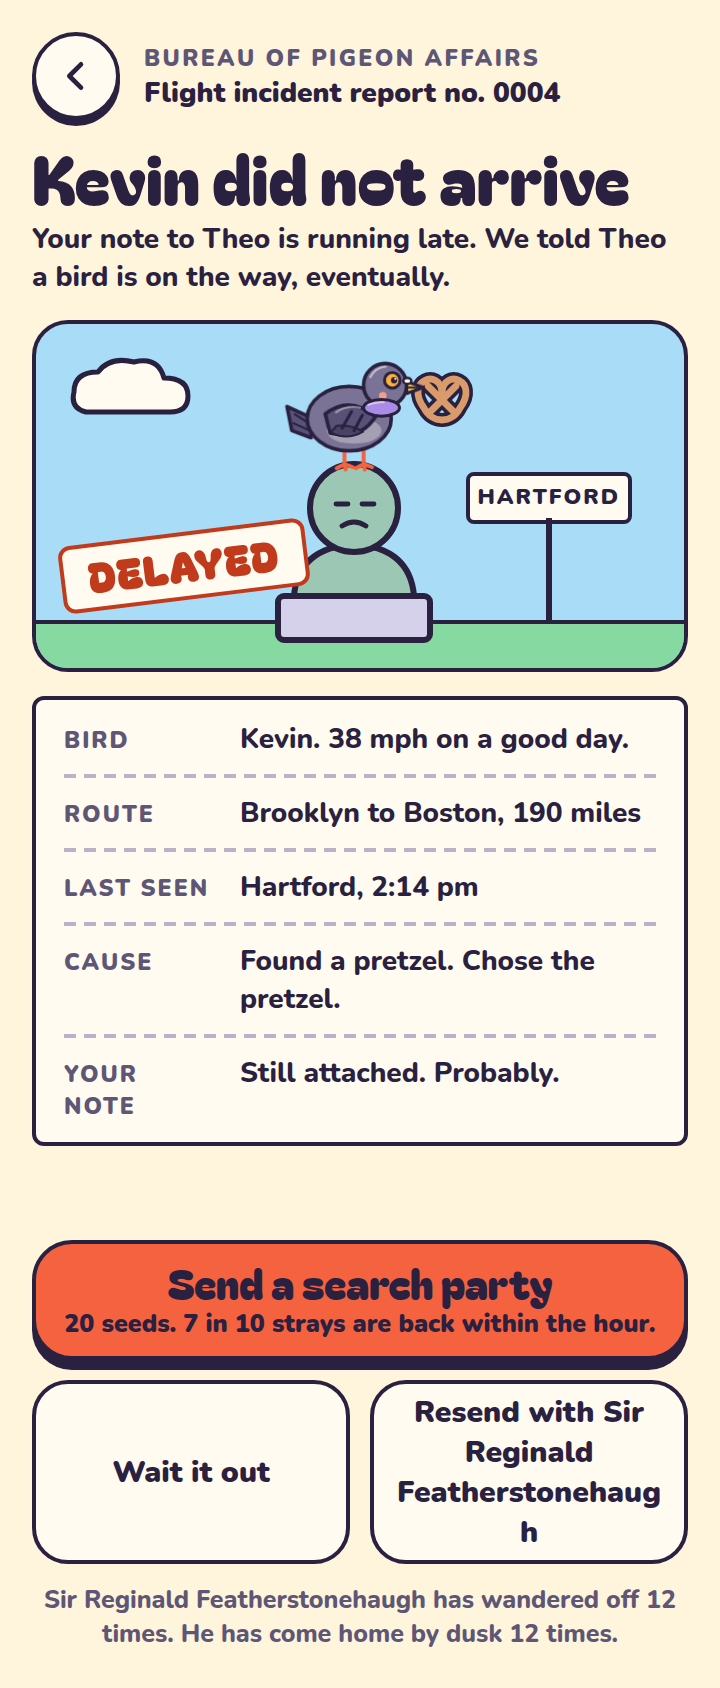 BUREAU OF PIGEON AFFAIRS
Flight incident report no. 0004
Kevin did not arrive
Your note to Theo is running late. We told Theo
a bird is on the way, eventually.
HARTFORD
DELAYED
BIRD
Kevin. 38 mph on a good day.
ROUTE
Brooklyn to Boston, 190 miles
LAST SEEN
Hartford, 2:14 pm
CAUSE
Found a pretzel. Chose the
pretzel.
YOUR
NOTE
Still attached. Probably.
Send a search party
20 seeds. 7 in 10 strays are back within the hour.
Wait it out
Resend with Sir
Reginald
Featherstonehaug
h
Sir Reginald Featherstonehaugh has wandered off 12
times. He has come home by dusk 12 times.